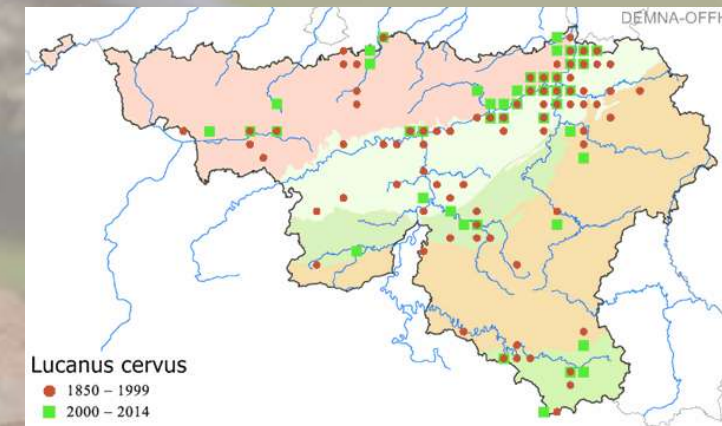 DEMNA-OFFH
Lucanus cervus
1850 – 1999
2000 – 2014